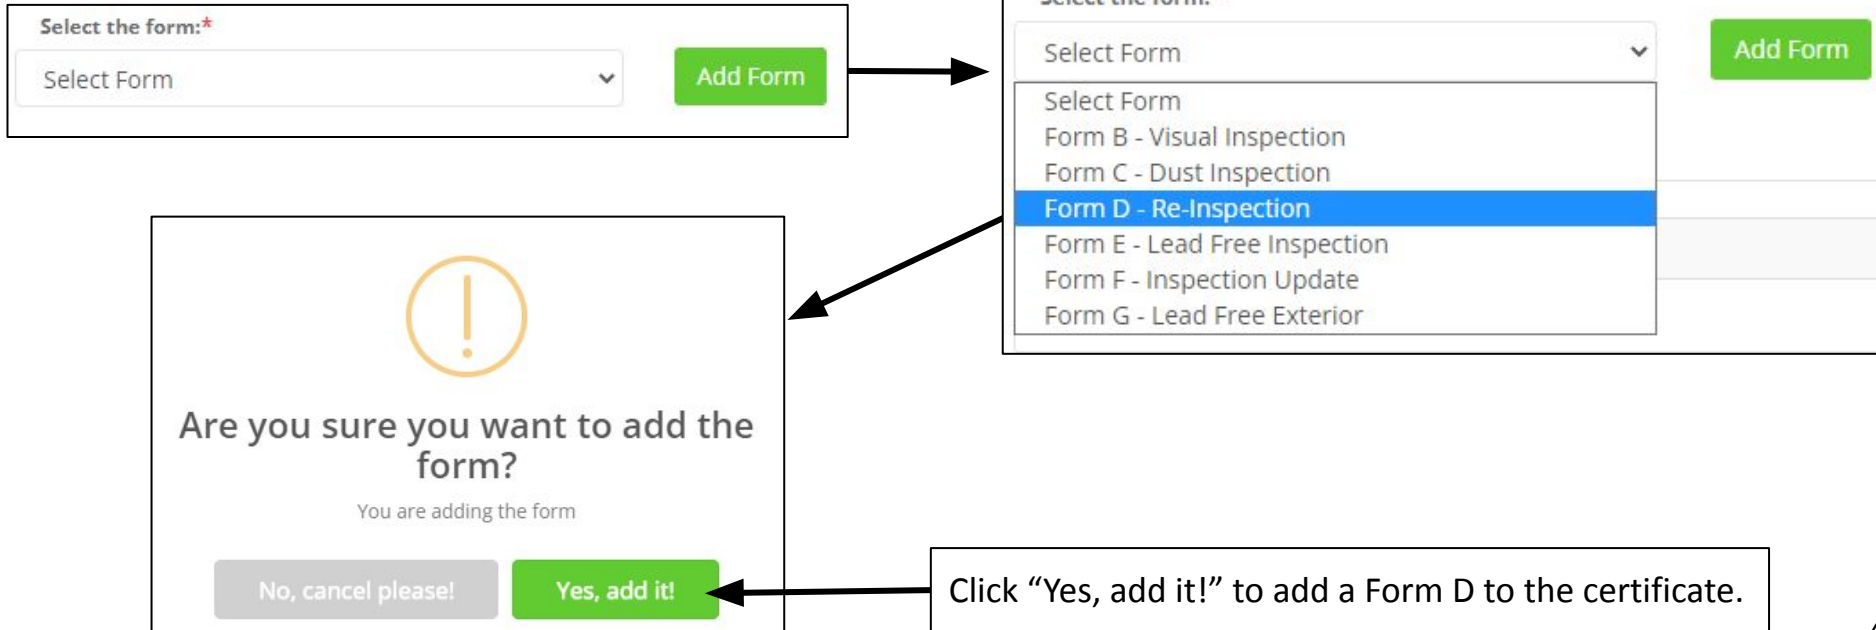 Select the form:*
Select Form
Add Form
Select the form:
Select Form
Add Form
Select Form
Form B - Visual Inspection
Form C - Dust Inspection
Form D - Re-Inspection
Form E - Lead Free Inspection
Form F - Inspection Update
Form G - Lead Free Exterior
Are you sure you want to add the
form?
You are adding the form
No, cancel please!
Yes, add it!
Click “Yes, add it!” to add a Form D to the certificate.